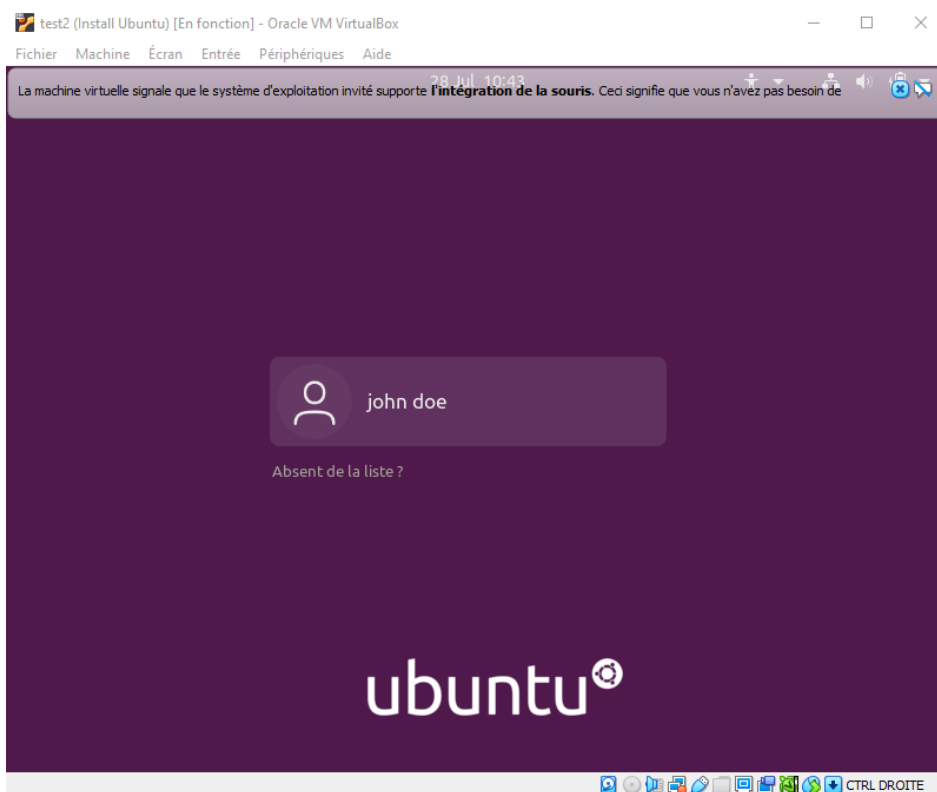 test2 (Install Ubuntu) [En fonction] - Oracle VM VirtualBox
Fichier Machine Écran Entrée Périphériques Aide
28 Jul 10:43
La machine virtuelle signale que le système d'exploitation invité supporte l'intégration de la souris. Ceci signifie que vous n'avez pas besoin de
john doe
Absent de la liste ?
ubuntu
CTRL DROITE